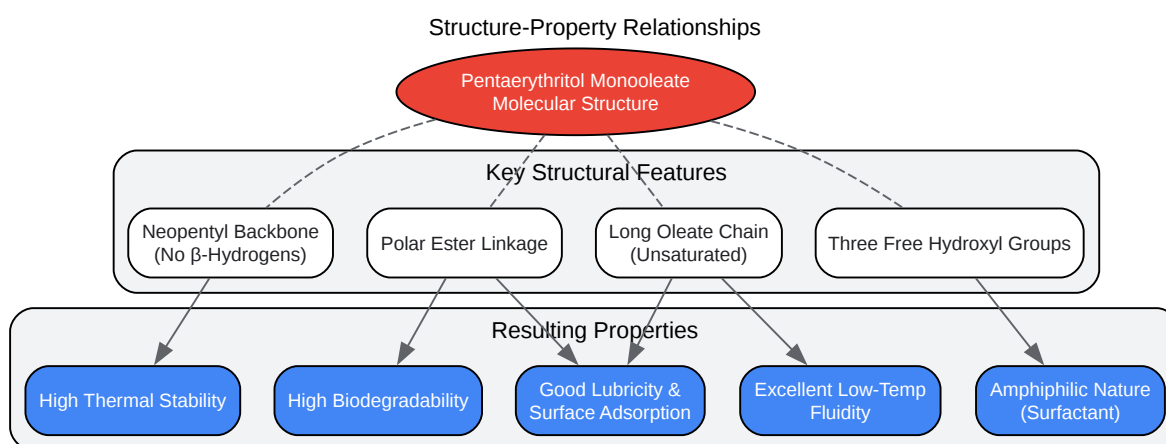 Structure-Property Relationships
Pentaerythritol Monooleate
Molecular Structure
Key Structural Features
Neopentyl Backbone
(No β-Hydrogens)
Polar Ester Linkage
Long Oleate Chain
(Unsaturated)
Three Free Hydroxyl Groups
Resulting Properties
High Thermal Stability
High Biodegradability
Good Lubricity &
Surface Adsorption
Excellent Low-Temp
Fluidity
Amphiphilic Nature
(Surfactant)